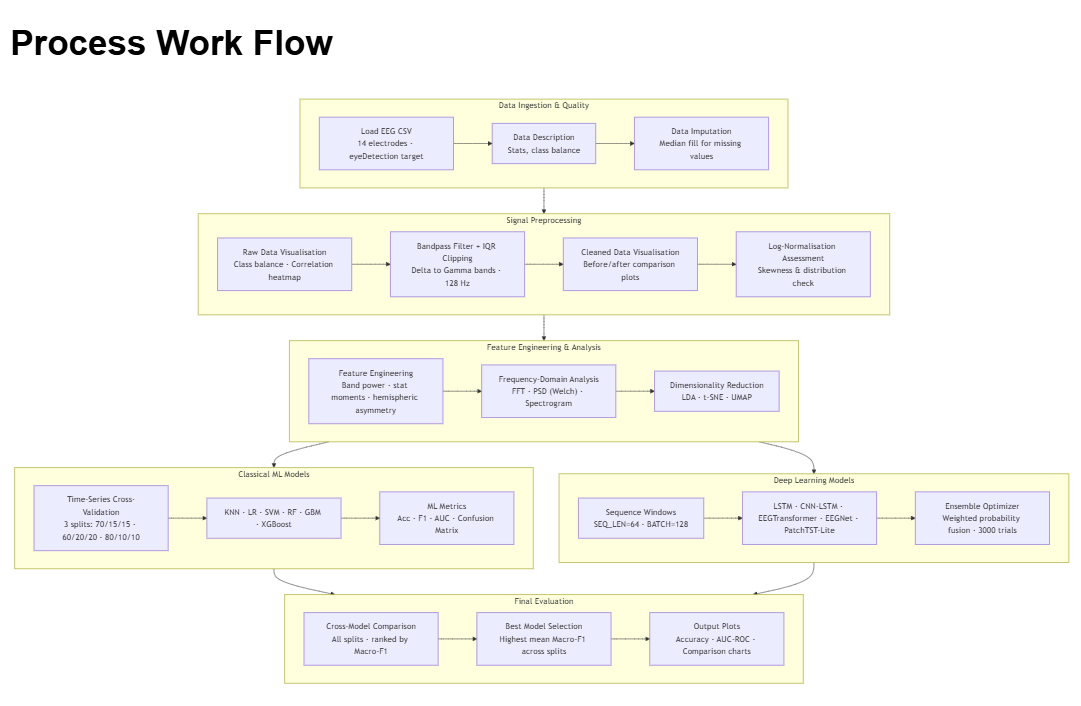 Process Work Flow
Data Ingestion & Quality
Load EEG CSV
14 electrodes ·
eyeDetection target
Data Description
Stats, class balance
Data Imputation
Median fill for missing
values
Signal Preprocessing
Raw Data Visualisation
Class balance · Correlation
heatmap
Bandpass Filter + IQR
Clipping
Delta to Gamma bands ·
128 Hz
Cleaned Data Visualisation
Before/after comparison
plots
Log-Normalisation
Assessment
Skewness & distribution
check
Feature Engineering & Analysis
Feature Engineering
Band power · stat
moments · hemispheric
asymmetry
Frequency-Domain Analysis
FFT · PSD (Welch) ·
Spectrogram
Dimensionality Reduction
LDA · t-SNE · UMAP
Classical ML Models
Time-Series Cross-
Validation
3 splits: 70/15/15 ·
60/20/20 · 80/10/10
KNN · LR · SVM · RF · GBM
· XGBoost
ML Metrics
Acc · F1 · AUC · Confusion
Matrix
Deep Learning Models
Sequence Windows
SEQ_LEN=64 · BATCH=128
LSTM · CNN-LSTM ·
EEGTransformer · EEGNet ·
PatchTST-Lite
Ensemble Optimizer
Weighted probability
fusion · 3000 trials
Final Evaluation
Cross-Model Comparison
All splits · ranked by
Macro-F1
Best Model Selection
Highest mean Macro-F1
across splits
Output Plots
Accuracy · AUC-ROC ·
Comparison charts